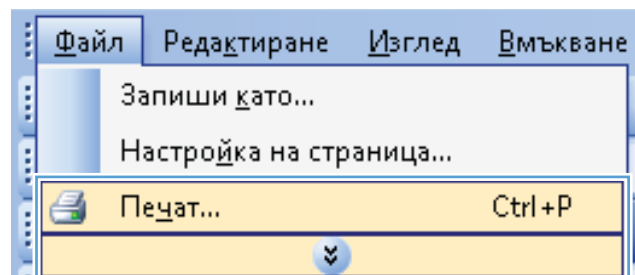 Файл Редактиране Изглед Вмъкване
Запиши като...
Настройка на страница...
Печат... Ctrl+P